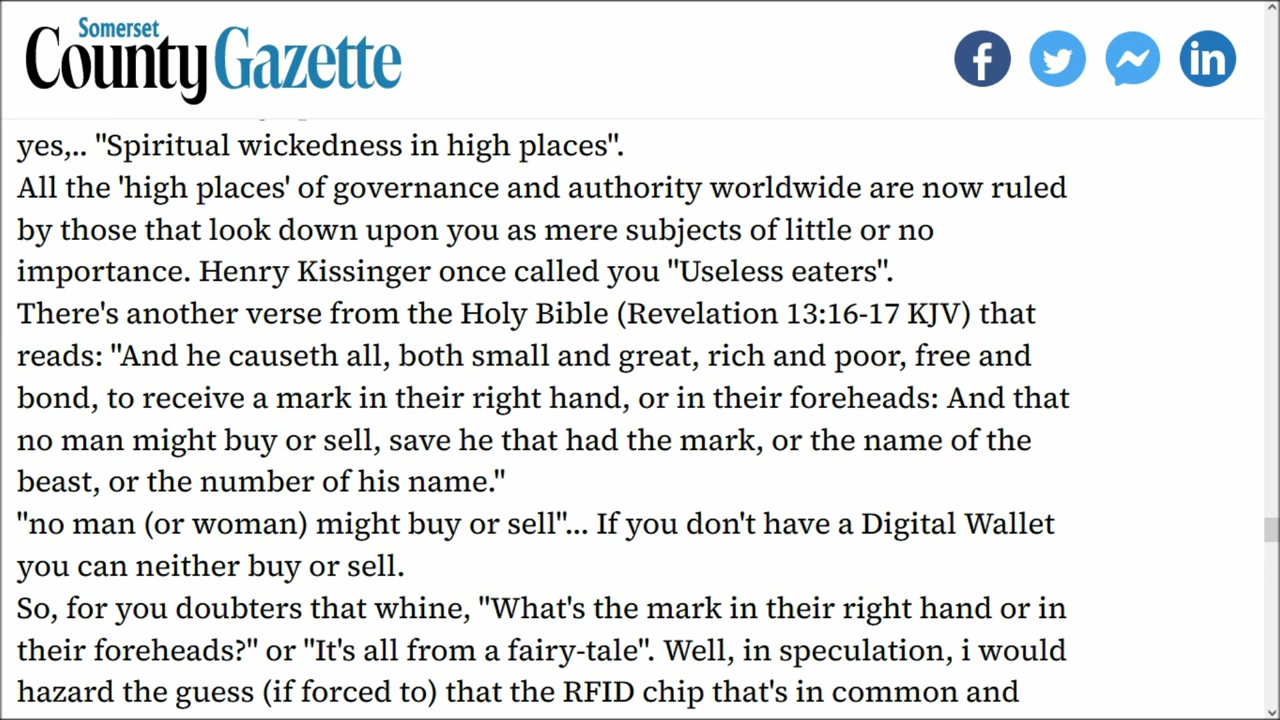 Somerset
County Gazette
yes,.. "Spiritual wickedness in high places".
All the 'high places' of governance and authority worldwide are now ruled
by those that look down upon you as mere subjects of little or no
importance. Henry Kissinger once called you "Useless eaters".
There's another verse from the Holy Bible (Revelation 13:16-17 KJV) that
reads: "And he causeth all, both small and great, rich and poor, free and
bond, to receive a mark in their right hand, or in their foreheads: And that
no man might buy or sell, save he that had the mark, or the name of the
beast, or the number of his name."
"no man (or woman) might buy or sell"... If you don't have a Digital Wallet
you can neither buy or sell.
So, for you doubters that whine, "What's the mark in their right hand or in
their foreheads?" or "It's all from a fairy-tale". Well, in speculation, i would
hazard the guess (if forced to) that the RFID chip that's in common and